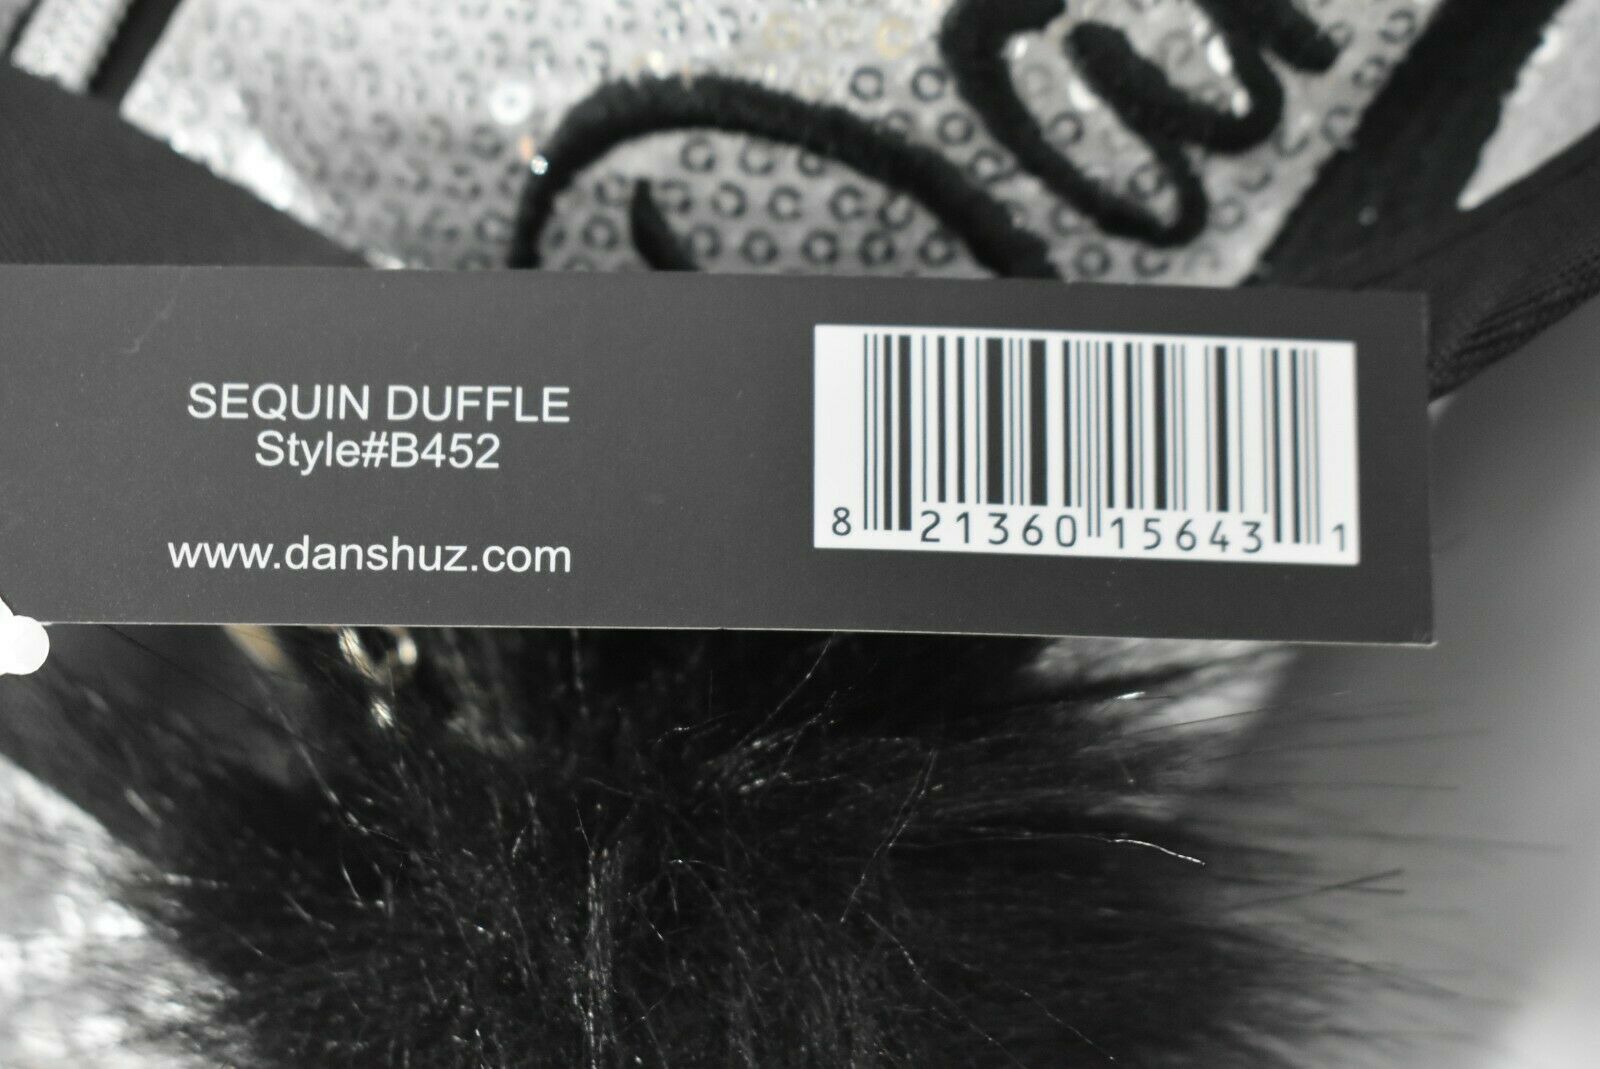 SEQUIN DUFFLE
Style#B452
www.danshuz.com
8 21360 15643 1